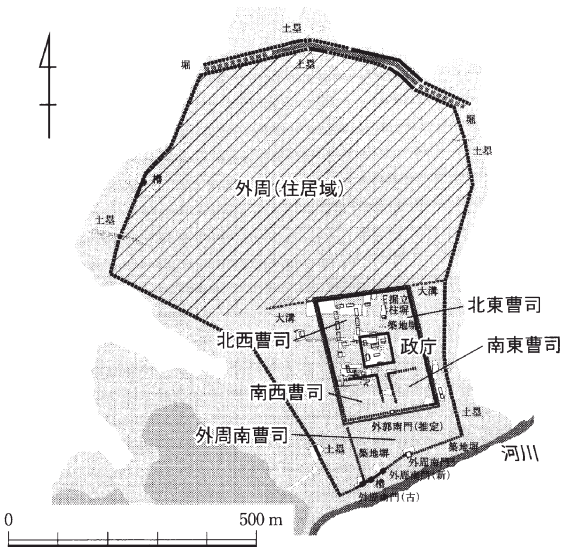 土塁
堀
土塁
堀
土塁
櫓
外周(住居域)
土塁
大溝
掘立柱塀
大溝
築地塀
北東曹司
北西曹司
政庁
南東曹司
南西曹司
外郭南門(推定)
土塁
外周南曹司
土塁
築地塀
築地塀
河川
櫓
外周南門(新)
外周南門(古)
0
500 m